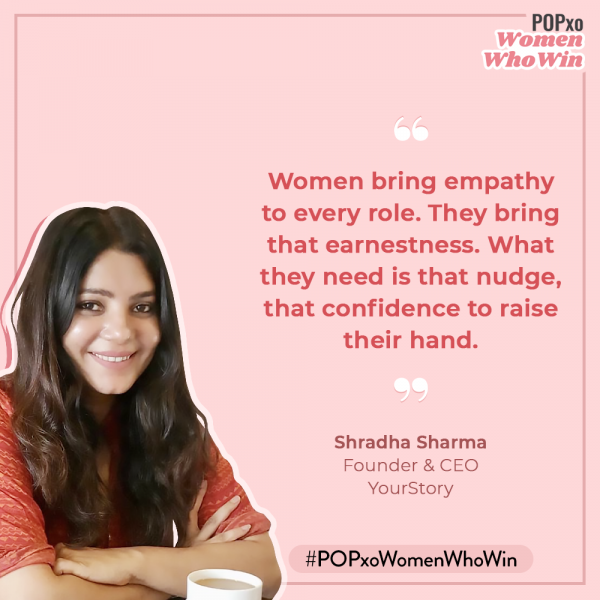 POPxo
Women
Who Win
“
Women bring empathy
to every role. They bring
that earnestness. What
they need is that nudge,
that confidence to raise
their hand.
”
Shradha Sharma
Founder & CEO
YourStory
#POPxoWomenWhoWin